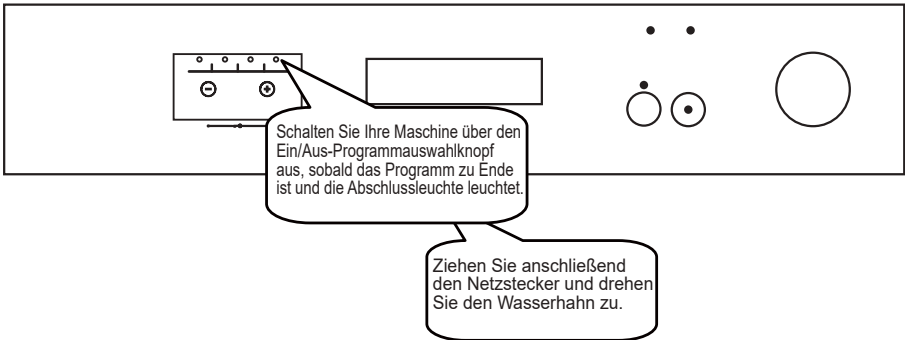 Schalten Sie Ihre Maschine über den
Ein/Aus-Programmauswahlknopf
aus, sobald das Programm zu Ende
ist und die Abschlussleuchte leuchtet.
Ziehen Sie anschließend
den Netzstecker und drehen
Sie den Wasserhahn zu.